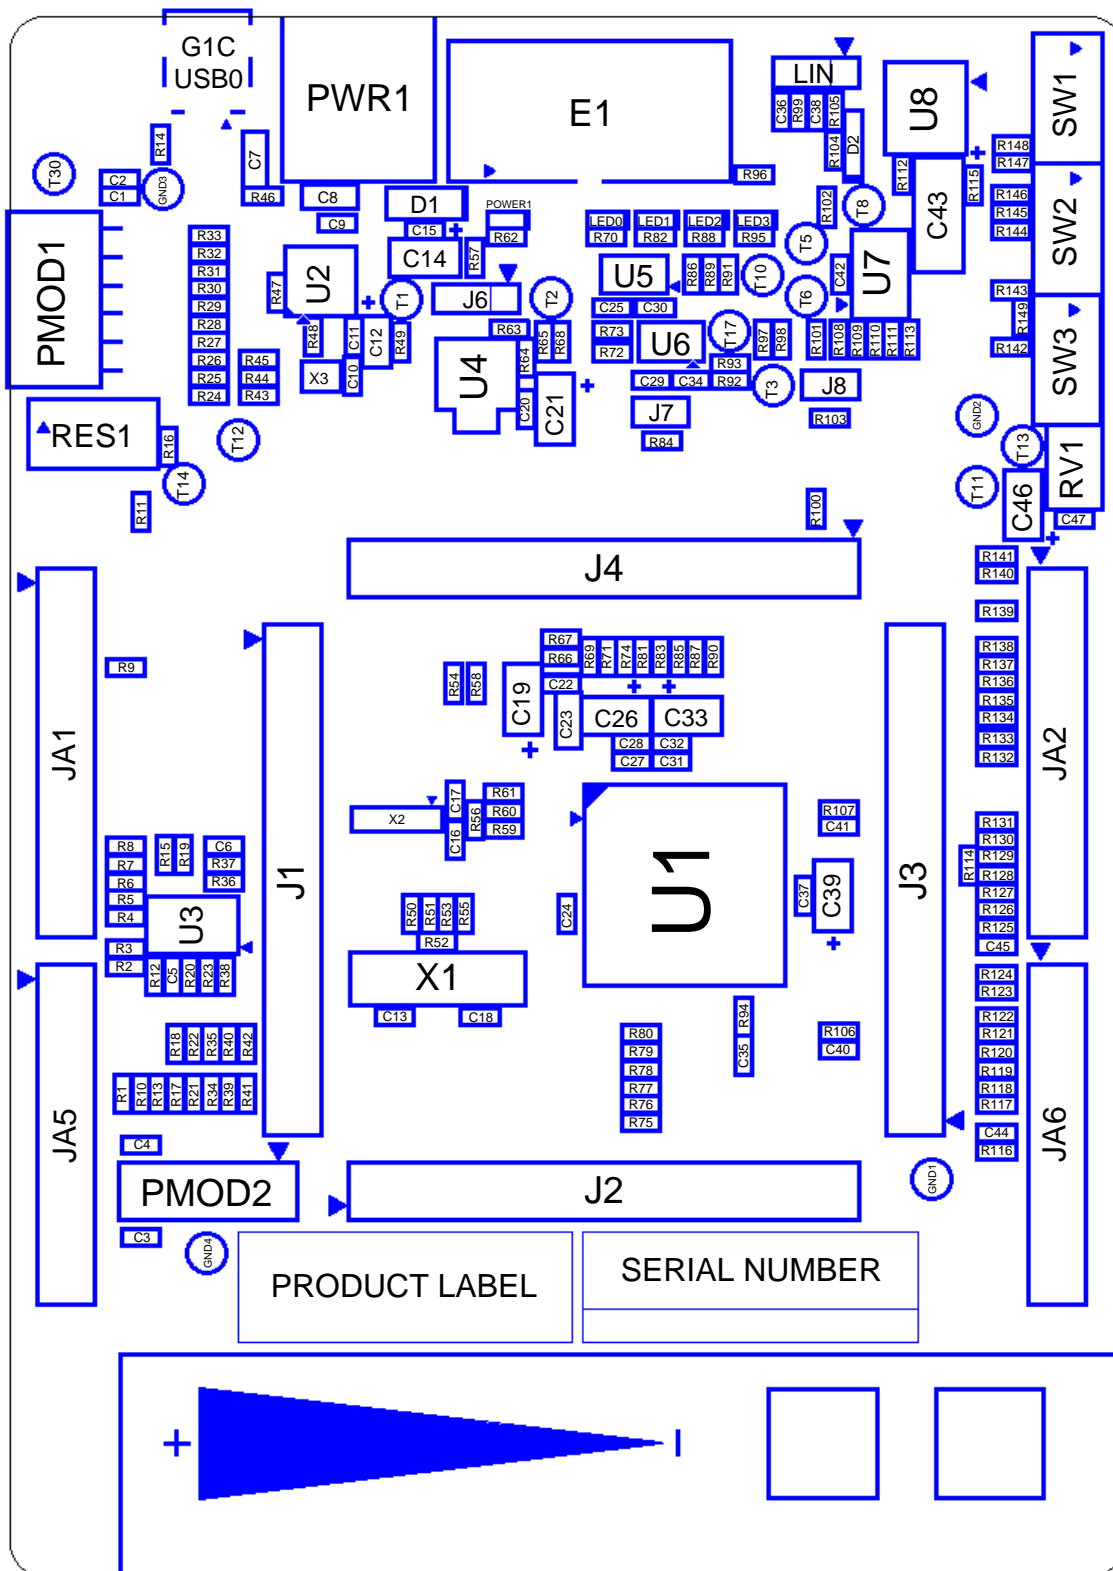 G1C
USB0
PWR1
E1
LIN
U8
SW1
C36
R99
C38
R105
R104
D2
R14
C7
T30
C2
C1
GND3
R46
C8
C9
D1
C15
C14
POWER1
R62
R57
R96
R112
C43
R115
R148
R147
SW2
R146
R145
R144
R102
T8
T5
LED0
LED1
LED2
LED3
R70
R82
R88
R95
PMOD1
R33
R32
R31
R30
R29
R28
R27
R26
R25
R24
U2
R47
R48
T1
J6
T2
U5
R86
R89
R91
T10
T6
C42
U7
R143
R149
R142
SW3
C25
C30
R73
R72
U6
T17
R93
R92
R97
R98
T3
R101
R108
R109
R110
R111
R113
C11
C12
R49
C10
X3
R45
R44
R43
R63
R64
R65
R68
U4
C20
C21
C29
C34
J7
R84
J8
R103
GND2
RES1
R16
T12
T14
R11
T13
T11
RV1
C46
C47
R100
J4
R141
R140
R139
R138
R137
R136
R135
R134
R133
R132
JA1
R9
J1
R54
R58
R67
R66
C22
R69
R71
R74
R81
R83
R85
R87
R90
C19
C23
C26
C33
C28
C32
C27
C31
J3
JA2
X2
C17
C16
R56
R61
R60
R59
U1
R107
C41
R131
R130
R129
R128
R127
R126
R125
C45
R114
R8
R7
R6
R5
R4
R3
R2
R15
R19
C6
R37
R36
U3
R12
C5
R20
R23
R38
R50
R51
R53
R55
R52
C24
C37
C39
X1
C13
C18
R124
R123
R122
R121
R120
R119
R118
R117
C44
R116
R94
C35
R106
C40
R80
R79
R78
R77
R76
R75
R18
R22
R35
R40
R42
R1
R10
R13
R17
R21
R34
R39
R41
JA5
JA6
C4
PMOD2
C3
GND4
J2
GND1
PRODUCT LABEL
SERIAL NUMBER